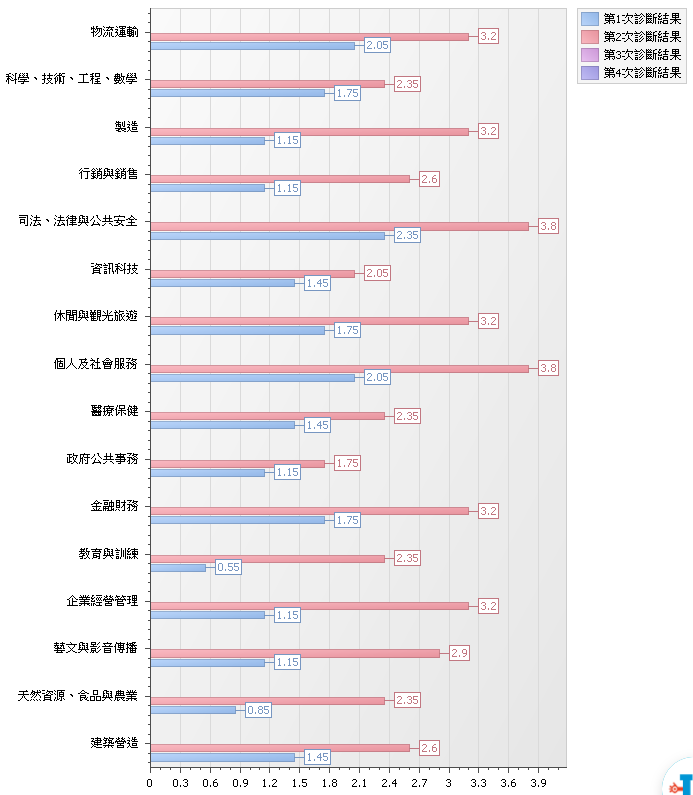 物流運輸
3.2
2.05
科學、技術、工程、數學
2.35
1.75
製造
3.2
1.15
行銷與銷售
2.6
1.15
司法、法律與公共安全
3.8
2.35
資訊科技
2.05
1.45
休閒與觀光旅遊
3.2
1.75
個人及社會服務
3.8
2.05
醫療保健
2.35
1.45
政府公共事務
1.75
1.15
金融財務
3.2
1.75
教育與訓練
2.35
0.55
企業經營管理
3.2
1.15
藝文與影音傳播
2.9
1.15
天然資源、食品與農業
2.35
0.85
建築營造
2.6
1.45
0 0.3 0.6 0.9 1.2 1.5 1.8 2.1 2.4 2.7 3 3.3 3.6 3.9
第1次診斷結果
第2次診斷結果
第3次診斷結果
第4次診斷結果